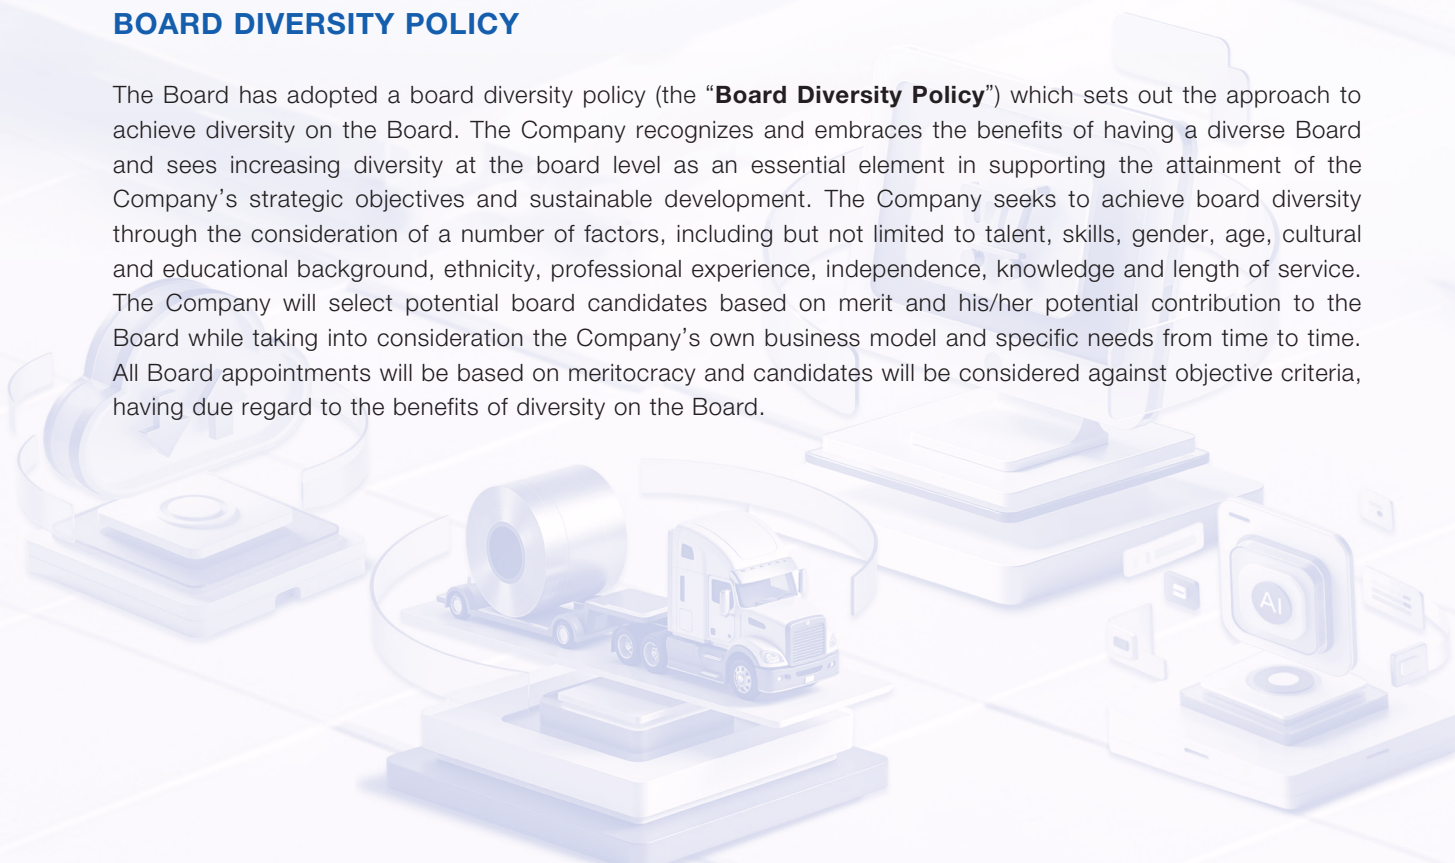 BOARD DIVERSITY POLICY
The Board has adopted a board diversity policy (the “Board Diversity Policy”) which sets out the approach to
achieve diversity on the Board. The Company recognizes and embraces the benefits of having a diverse Board
and sees increasing diversity at the board level as an essential element in supporting the attainment of the
Company’s strategic objectives and sustainable development. The Company seeks to achieve board diversity
through the consideration of a number of factors, including but not limited to talent, skills, gender, age, cultural
and educational background, ethnicity, professional experience, independence, knowledge and length of service.
The Company will select potential board candidates based on merit and his/her potential contribution to the
Board while taking into consideration the Company’s own business model and specific needs from time to time.
All Board appointments will be based on meritocracy and candidates will be considered against objective criteria,
having due regard to the benefits of diversity on the Board.
AI